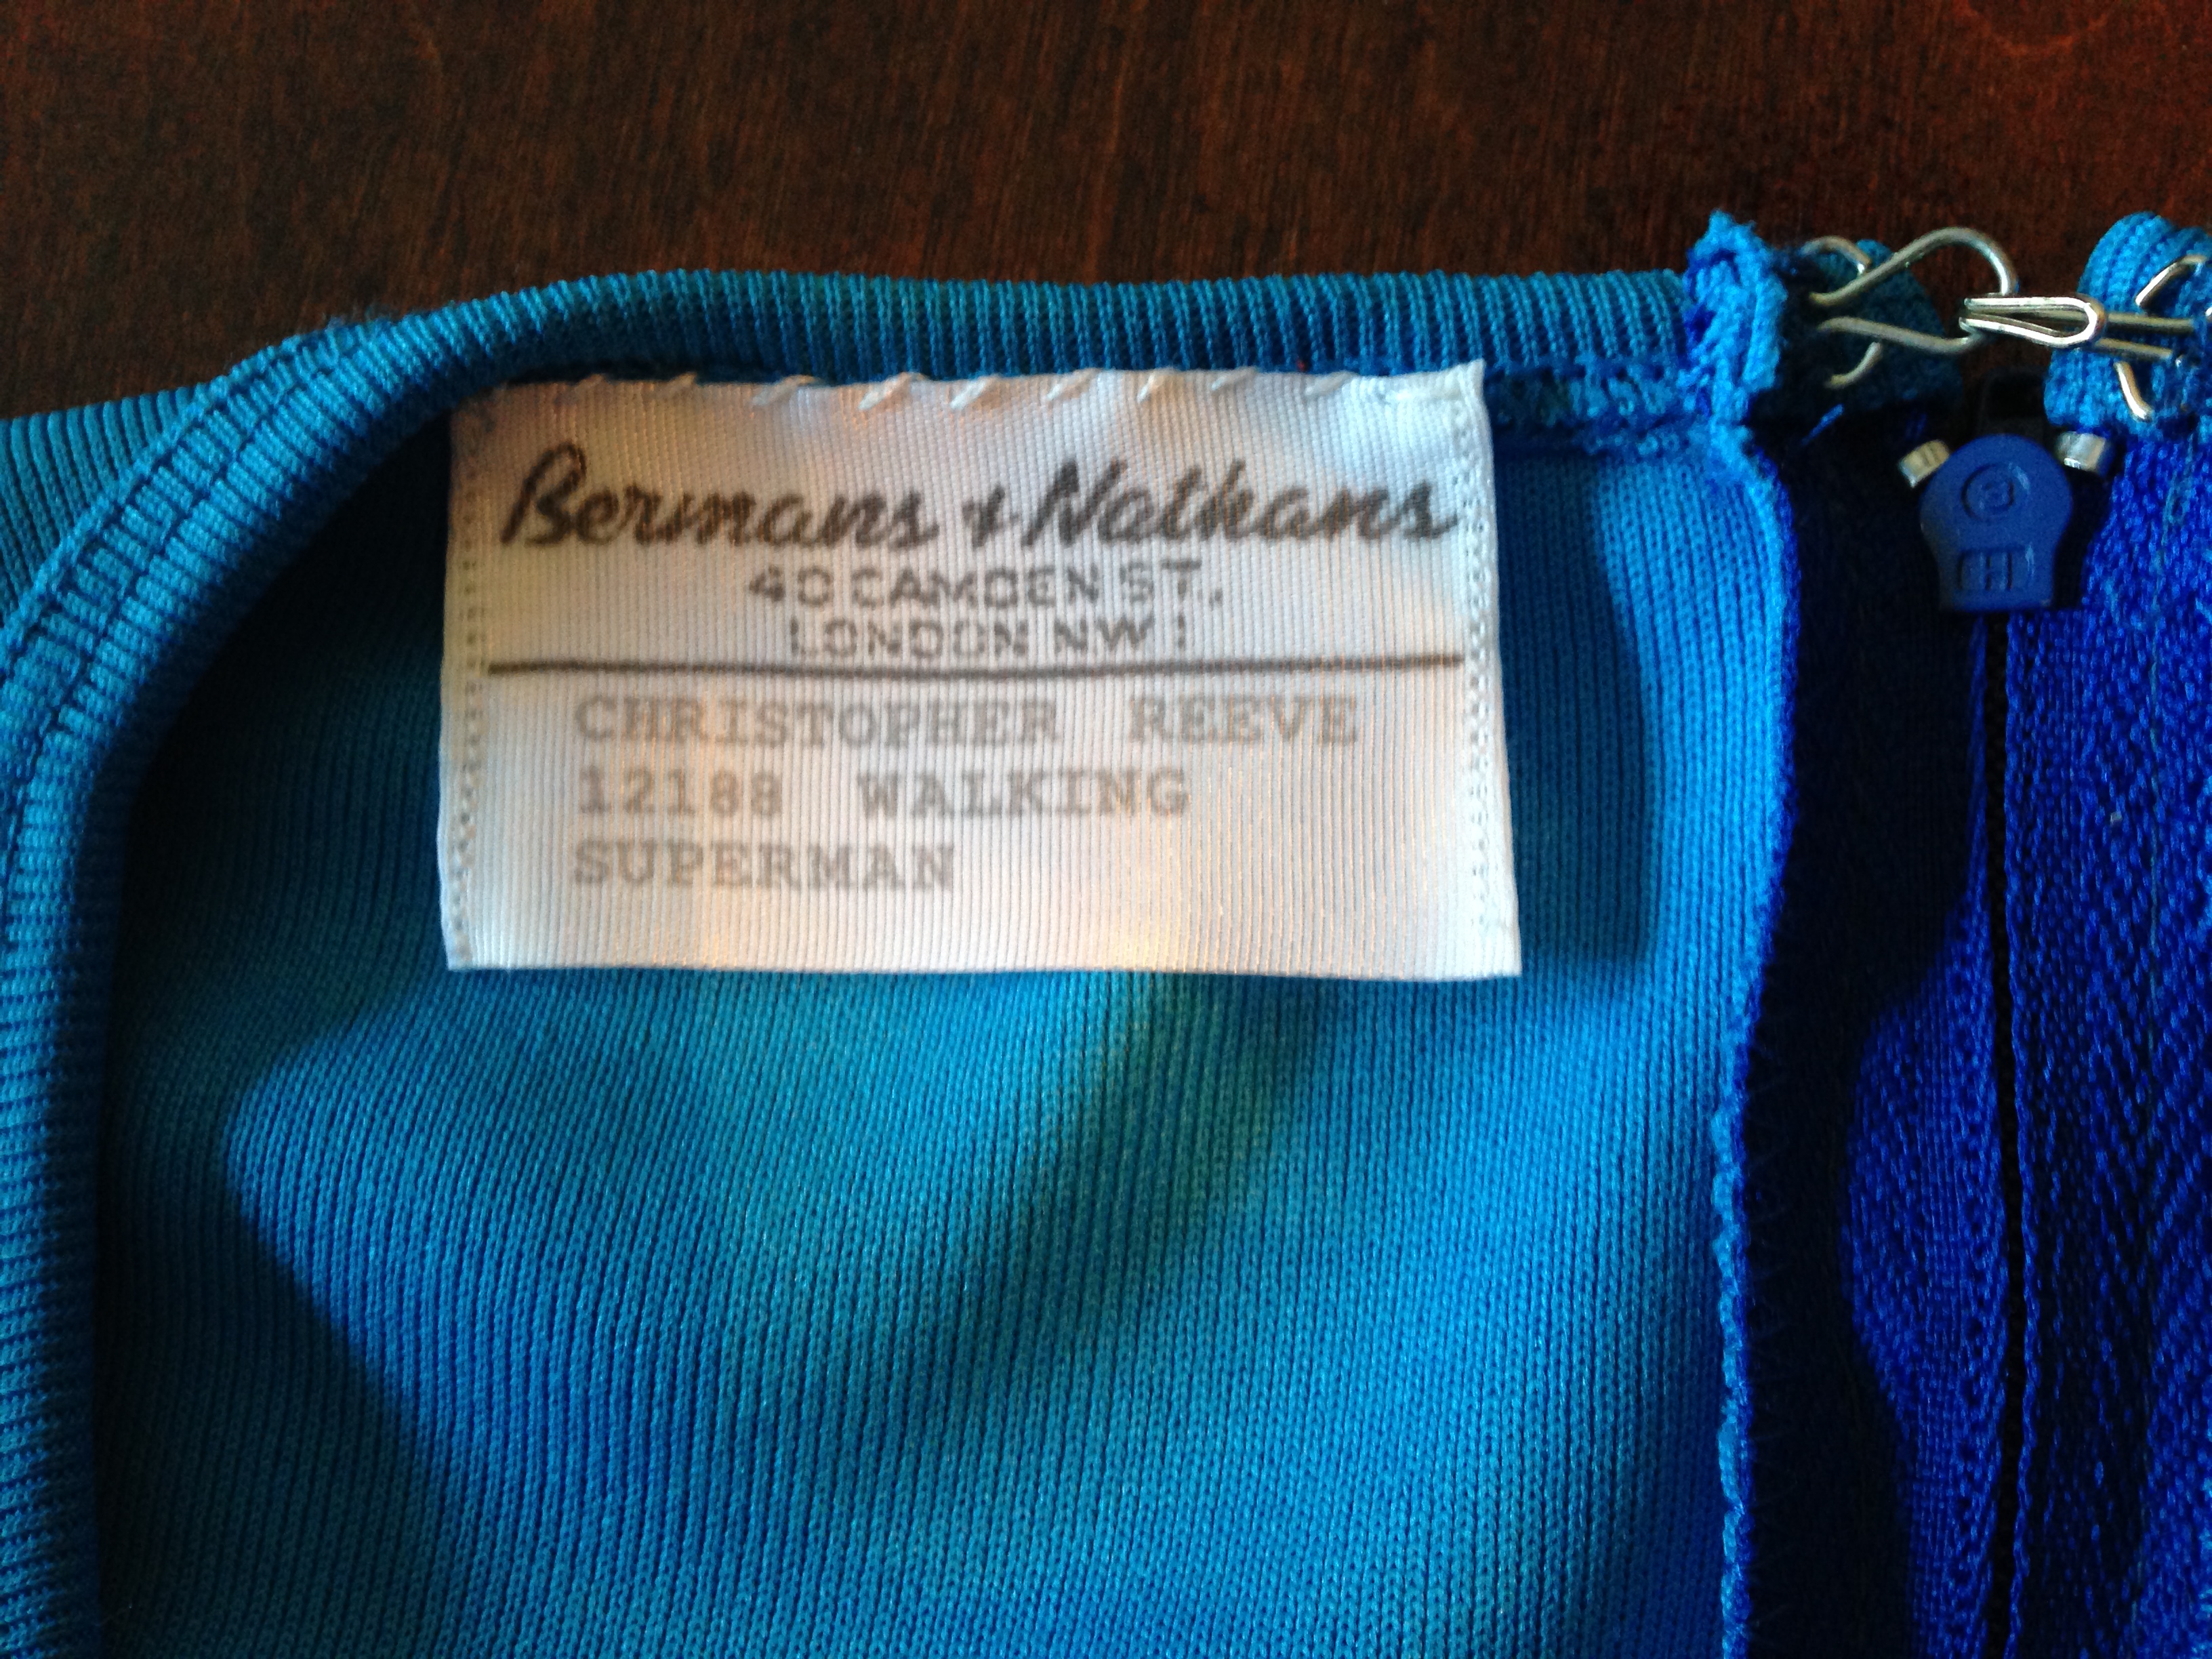 Bermans & Nathans
40 CAMDEN ST.,
LONDON NW1
CHRISTOPHER REEVE
12188 WALKING
SUPERMAN